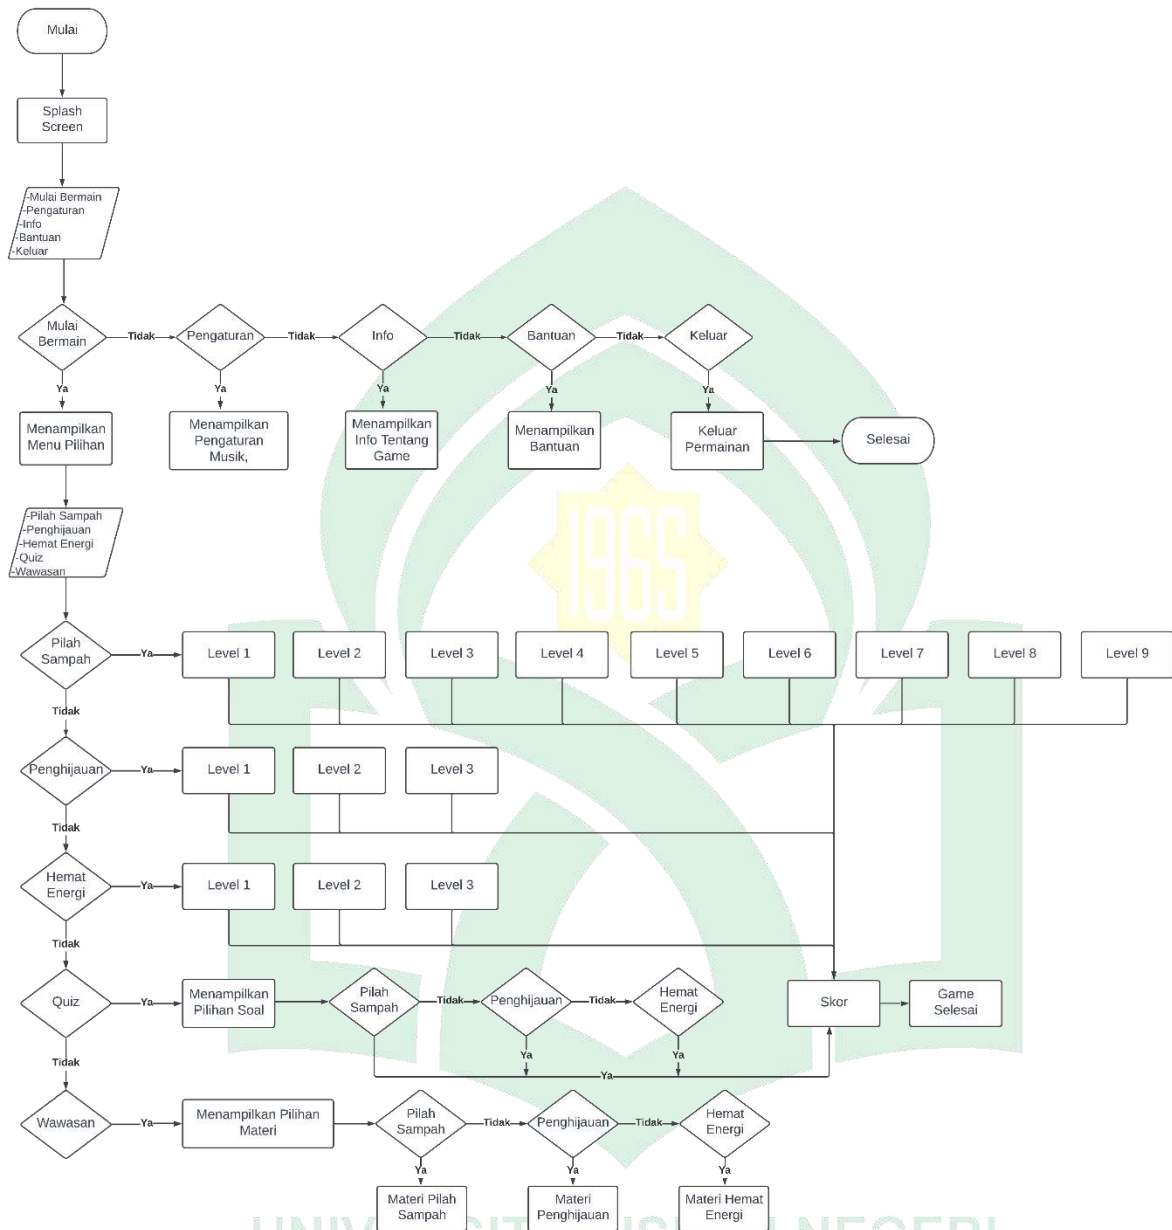 Mulai
Splash
Screen
-Mulai Bermain
-Pengaturan
-Info
-Bantuan
-Keluar
Mulai
Bermain
Tidak
Pengaturan
Tidak
Info
Tidak
Bantuan
Tidak
Keluar
Ya
Ya
Ya
Ya
Ya
Menampilkan
Menu Pilihan
Menampilkan
Pengaturan
Musik,
Menampilkan
Info Tentang
Game
Menampilkan
Bantuan
Keluar
Permainan
Selesai
1965
-Pilah Sampah
-Penghijauan
-Hemat Energi
-Quiz
-Wawasan
Pilah
Sampah
Ya
Level 1
Level 2
Level 3
Level 4
Level 5
Level 6
Level 7
Level 8
Level 9
Tidak
Penghijauan
Ya
Level 1
Level 2
Level 3
Tidak
Hemat
Energi
Ya
Level 1
Level 2
Level 3
Tidak
Quiz
Ya
Menampilkan
Pilihan Soal
Pilah
Sampah
Tidak
Penghijauan
Tidak
Hemat
Energi
Skor
Game
Selesai
Ya
Ya
Ya
Tidak
Wawasan
Ya
Menampilkan Pilihan
Materi
Pilah
Sampah
Tidak
Penghijauan
Tidak
Hemat
Energi
Ya
Ya
Ya
Materi Pilah
Sampah
Materi
Penghijauan
Materi Hemat
Energi